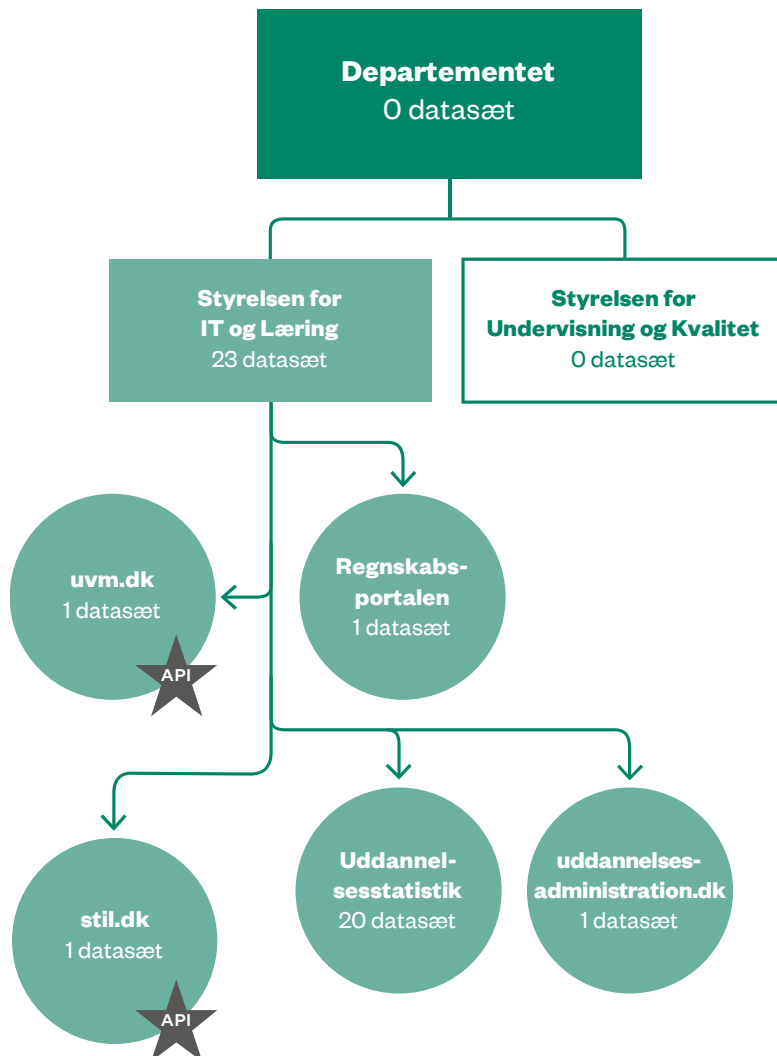 Departementet
0 datasæt
Styrelsen for
IT og Læring
23 datasæt
Styrelsen for
Undervisning og Kvalitet
0 datasæt
uvm.dk
1 datasæt
API
Regnskabs-
portalen
1 datasæt
stil.dk
1 datasæt
API
Uddannel-
sesstatistik
20 datasæt
uddannelses-
administration.dk
1 datasæt